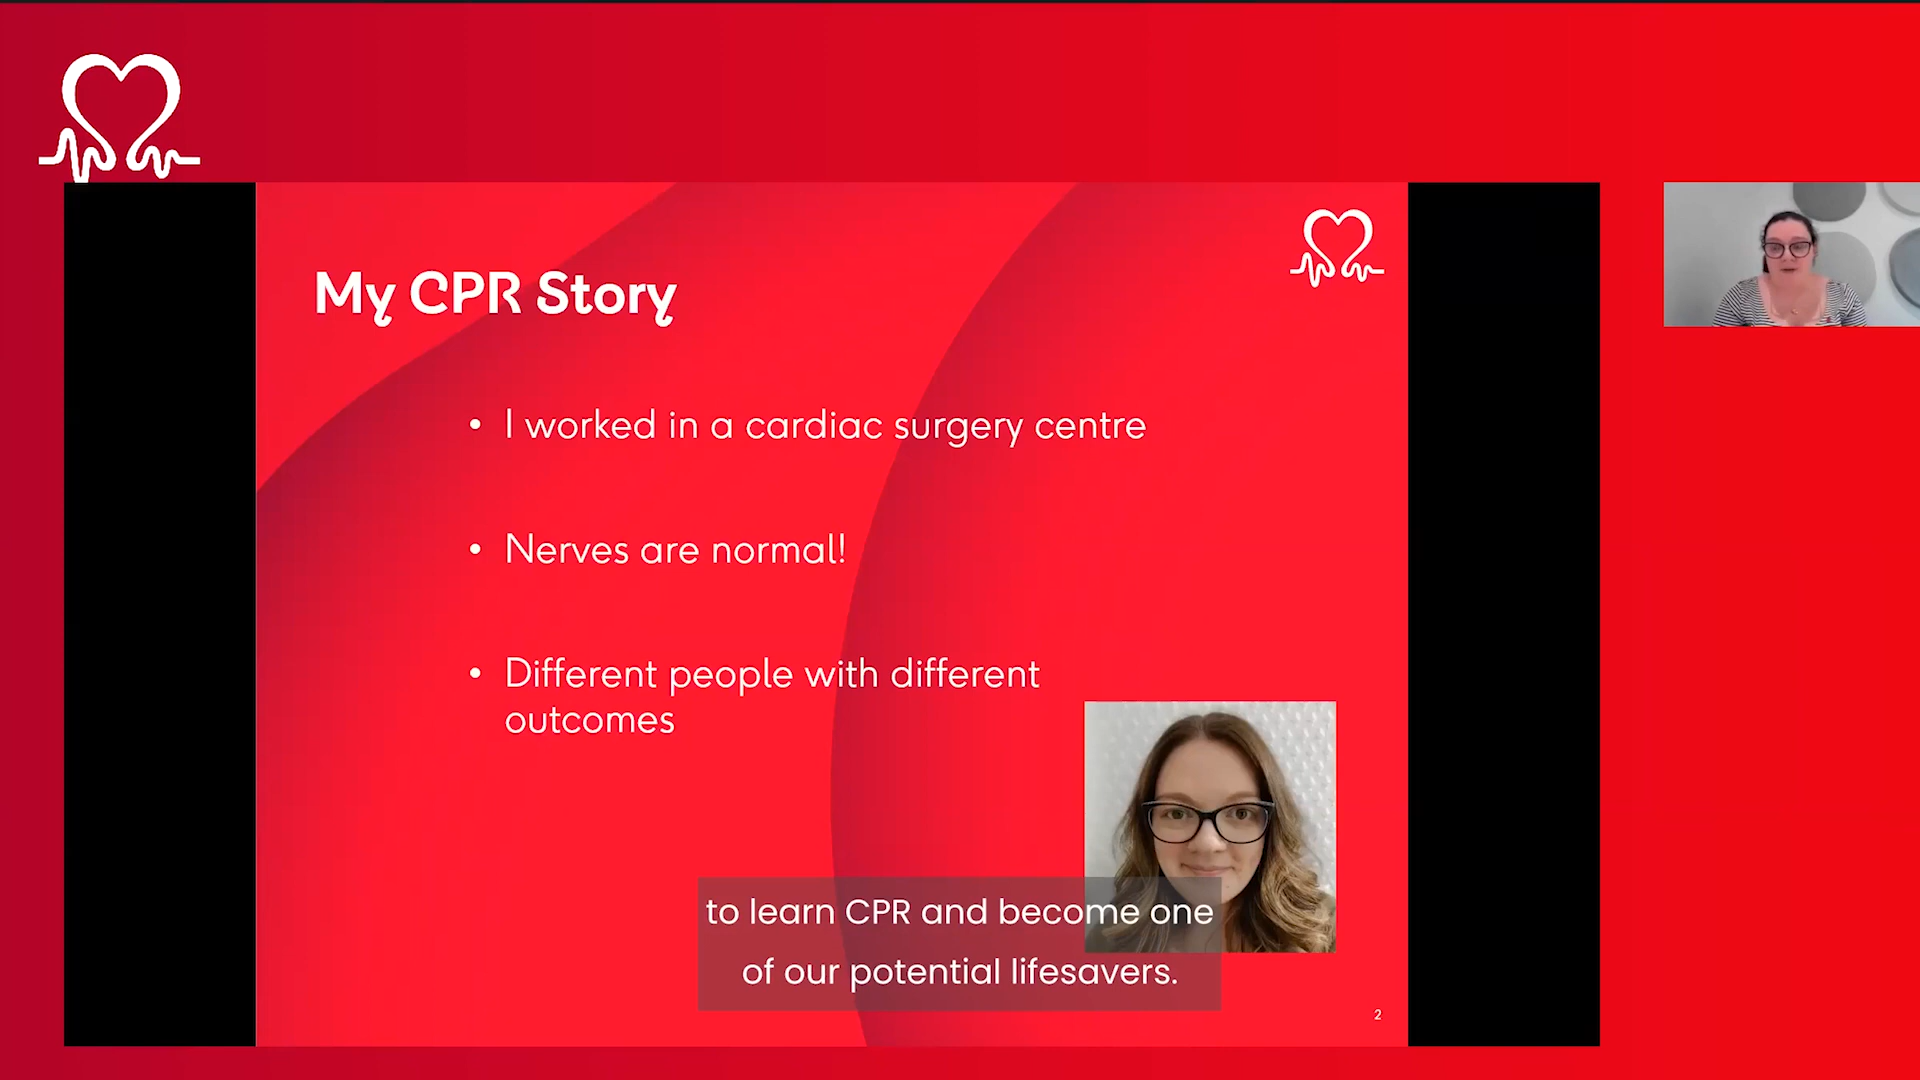 My CPR Story
• I worked in a cardiac surgery centre
• Nerves are normal!
• Different people with different
outcomes
to learn CPR and become one
of our potential lifesavers.
2